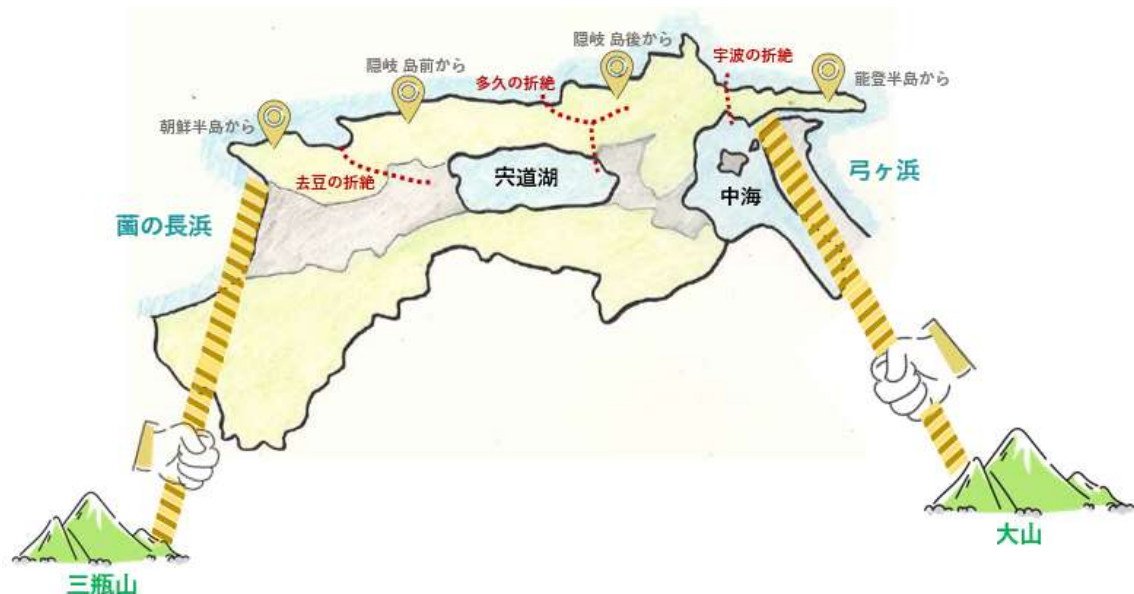 隠岐 島後から
宇波の折絶
隠岐 島前から
多久の折絶
能登半島から
朝鮮半島から
去豆の折絶
宍道湖
中海
弓ヶ浜
薗の長浜
大山
三瓶山